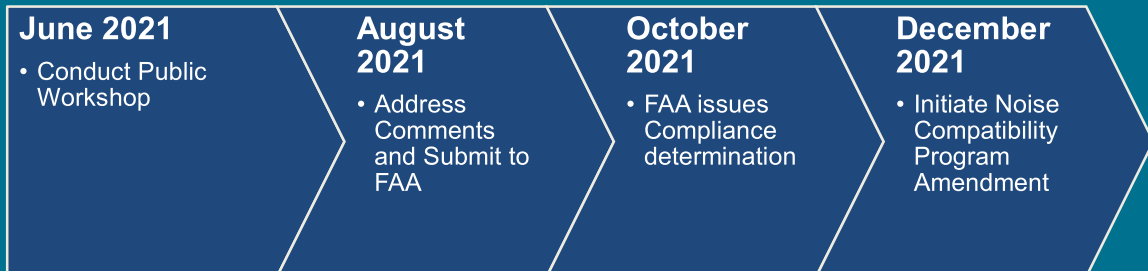 June 2021
• Conduct Public
Workshop
August
2021
• Address
Comments
and Submit to
FAA
October
2021
• FAA issues
Compliance
determination
December
2021
• Initiate Noise
Compatibility
Program
Amendment